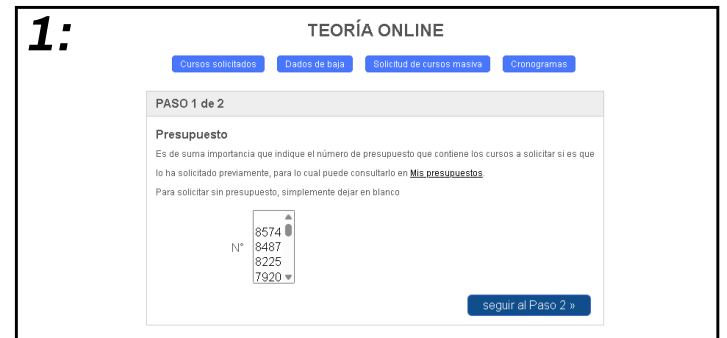 1:
TEORÍA ONLINE
Cursos solicitados Dados de baja Solicitud de cursos masiva Cronogramas
PASO 1 de 2
Presupuesto
Es de suma importancia que indique el número de presupuesto que contiene los cursos a solicitar si es que
lo ha solicitado previamente, para lo cual puede consultarlo en Mis presupuestos.
Para solicitar sin presupuesto, simplemente dejar en blanco
8574
N° 8487
8225
7920
seguir al Paso 2 »